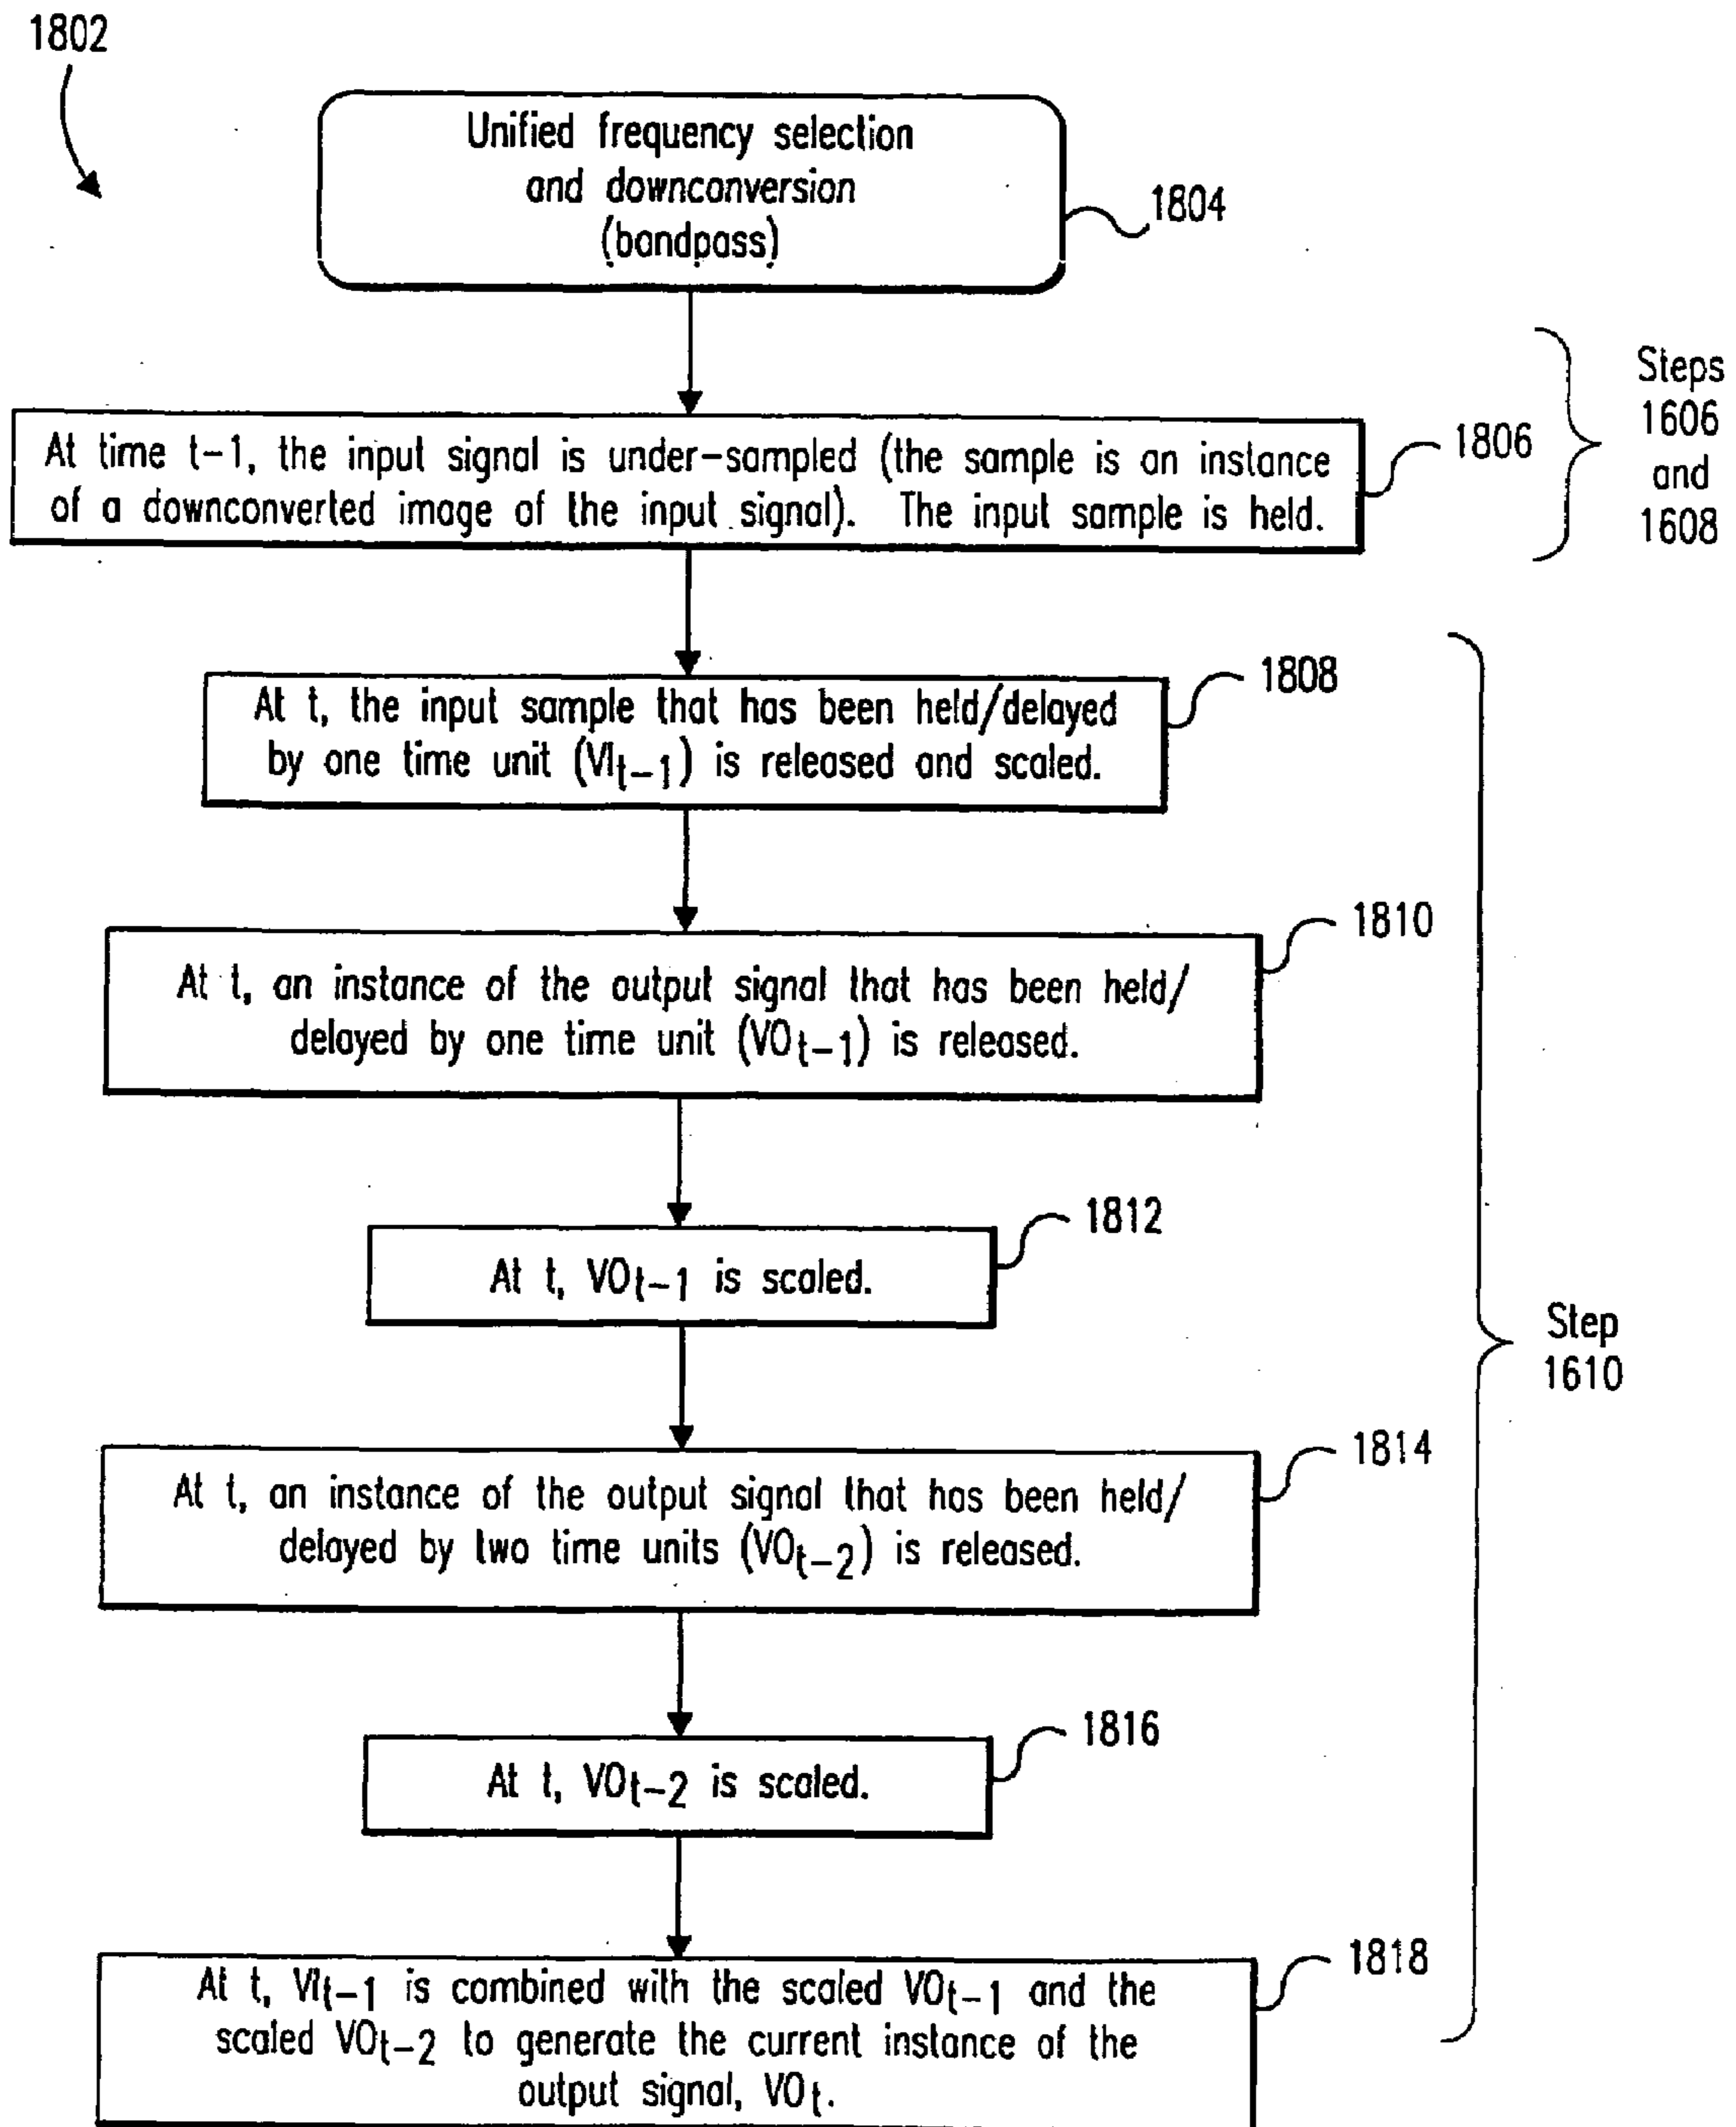 1802
Unified frequency selection
and downconversion
(bandpass)
1804
At time t-1, the input signal is under-sampled (the sample is an instance
of a downconverted image of the input signal). The input sample is held.
1806
Steps
1606
and
1608
At t, the input sample that has been held/delayed
by one time unit (VIt-1) is released and scaled.
1808
At t, an instance of the output signal that has been held/
delayed by one time unit (VOt-1) is released.
1810
At t, VOt-1 is scaled.
1812
Step
1610
At t, an instance of the output signal that has been held/
delayed by two time units (VOt-2) is released.
1814
At t, VOt-2 is scaled.
1816
At t, VIt-1 is combined with the scaled VOt-1 and the
scaled VOt-2 to generate the current instance of the
output signal, VOt.
1818